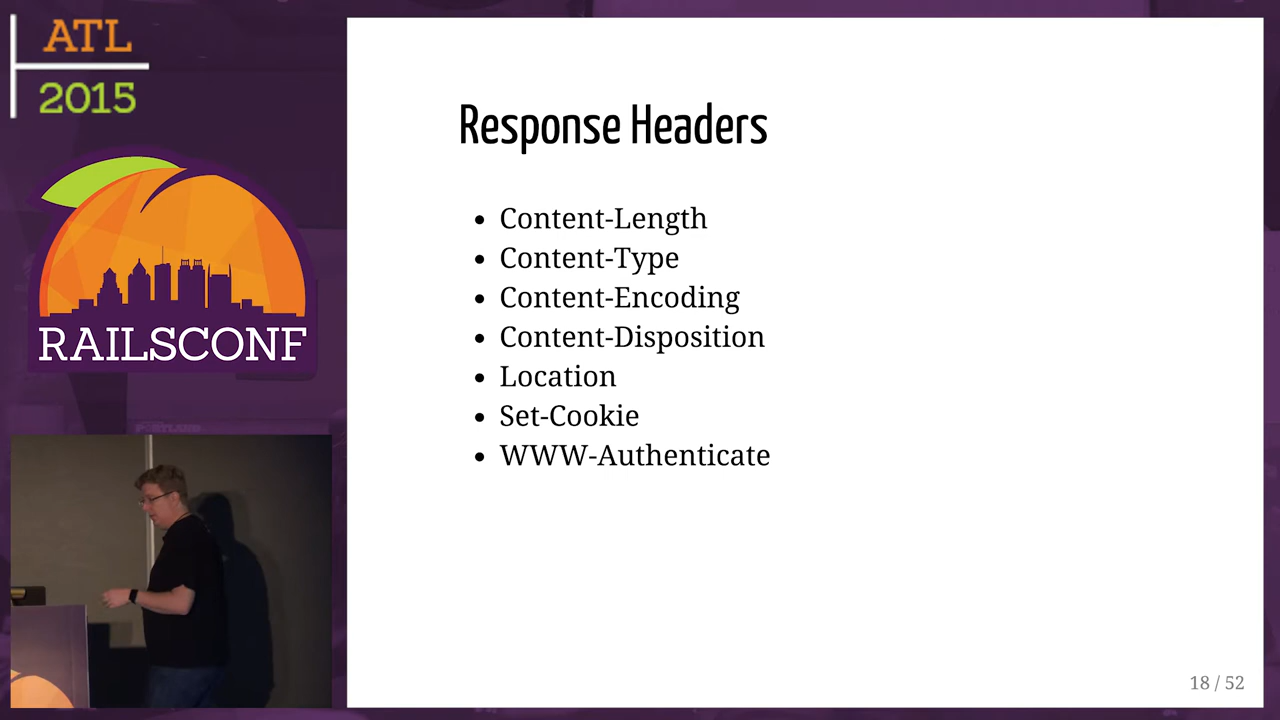 ATL
2015
RAILSCONF
PORTLAND
Response Headers
• Content-Length
• Content-Type
• Content-Encoding
• Content-Disposition
• Location
• Set-Cookie
• WWW-Authenticate
18 / 52